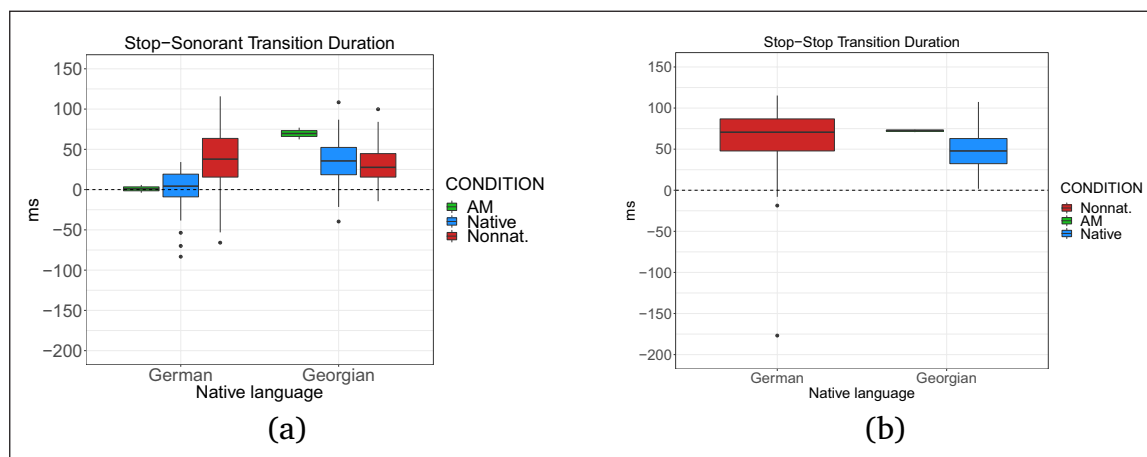 Stop−Sonorant Transition Duration
150
100
50
0
−50
−100
−150
−200
ms
German
Georgian
Native language
CONDITION
AM
Native
Nonnat.
(a)
Stop−Stop Transition Duration
150
100
50
0
−50
−100
−150
−200
ms
German
Georgian
Native language
CONDITION
Nonnat.
AM
Native
(b)